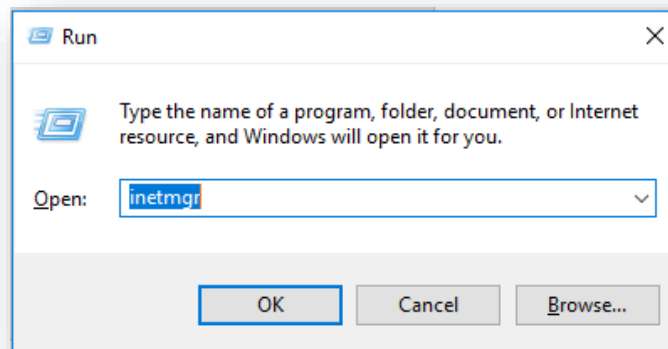 Run
Type the name of a program, folder, document, or Internet
resource, and Windows will open it for you.
Open: inetmgr
OK Cancel Browse...